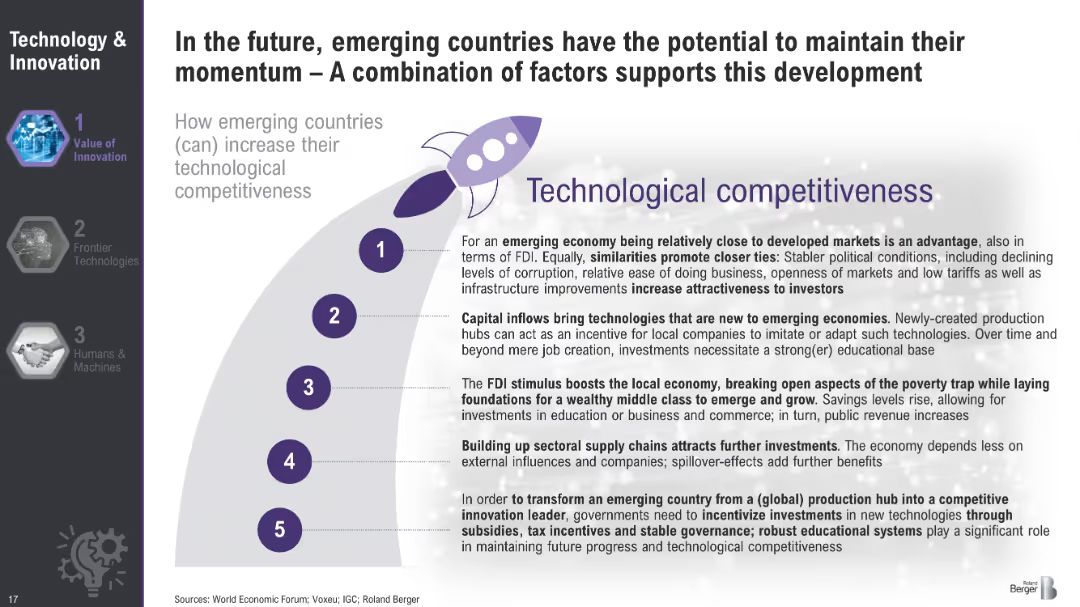 Technology &
Innovation
1
Value of
Innovation
2
Frontier
Technologies
3
Humans &
Machines
17
In the future, emerging countries have the potential to maintain their
momentum – A combination of factors supports this development
How emerging countries
(can) increase their
technological
competitiveness
Technological competitiveness
1
For an emerging economy being relatively close to developed markets is an advantage, also in
terms of FDI. Equally, similarities promote closer ties: Stabler political conditions, including declining
levels of corruption, relative ease of doing business, openness of markets and low tariffs as well as
infrastructure improvements increase attractiveness to investors
2
Capital inflows bring technologies that are new to emerging economies. Newly-created production
hubs can act as an incentive for local companies to imitate or adapt such technologies. Over time and
beyond mere job creation, investments necessitate a strong(er) educational base
3
The FDI stimulus boosts the local economy, breaking open aspects of the poverty trap while laying
foundations for a wealthy middle class to emerge and grow. Savings levels rise, allowing for
investments in education or business and commerce; in turn, public revenue increases
4
Building up sectoral supply chains attracts further investments. The economy depends less on
external influences and companies; spillover-effects add further benefits
5
In order to transform an emerging country from a (global) production hub into a competitive
innovation leader, governments need to incentivize investments in new technologies through
subsidies, tax incentives and stable governance; robust educational systems play a significant role
in maintaining future progress and technological competitiveness
Sources: World Economic Forum; Voxeu; IGC; Roland Berger
Roland
Berger
B